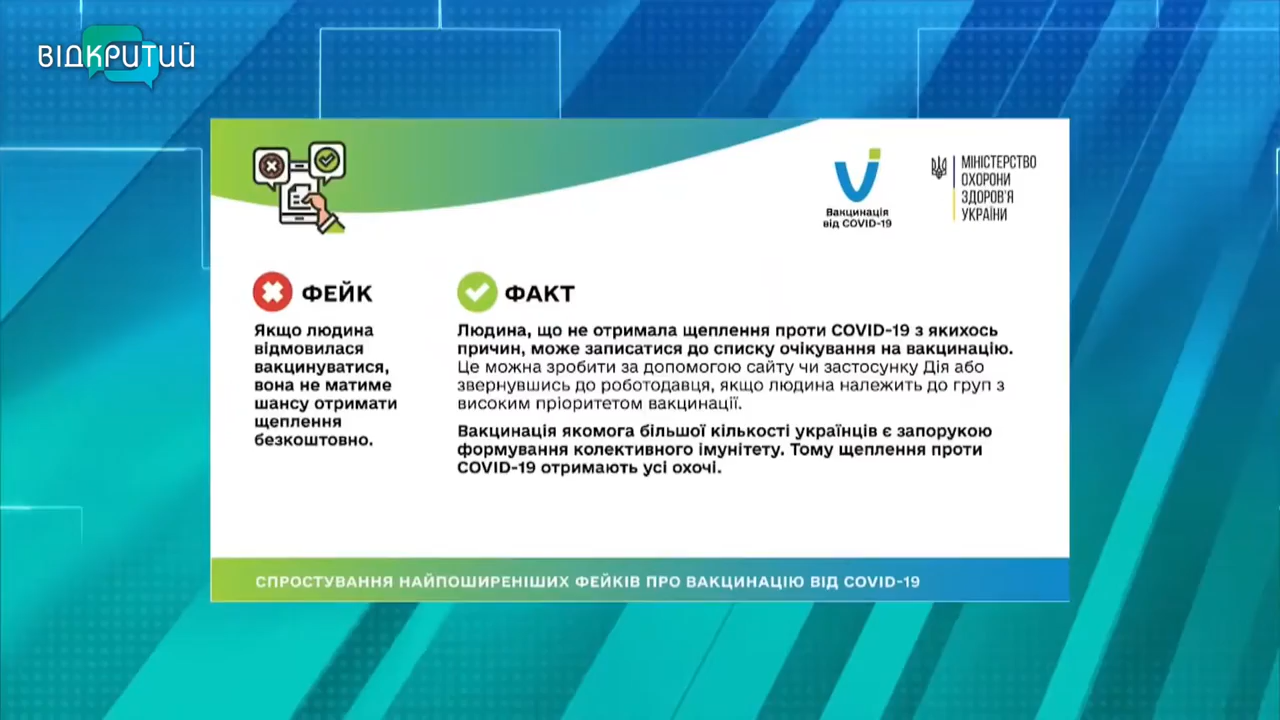 ВІДКРИТИЙ
Вакцинація
від COVID-19
МІНІСТЕРСТВО
ОХОРОНИ
ЗДОРОВ'Я
УКРАЇНИ
ФЕЙК
Якщо людина
відмовилася
вакцинуватися,
вона не матиме
шансу отримати
щеплення
безкоштовно.
ФАКТ
Людина, що не отримала щеплення проти COVID-19 з якихось
причин, може записатися до списку очікування на вакцинацію.
Це можна зробити за допомогою сайту чи застосунку Дія або
звернувшись до роботодавця, якщо людина належить до груп з
високим пріоритетом вакцинації.
Вакцинація якомога більшої кількості українців є запорукою
формування колективного імунітету. Тому щеплення проти
COVID-19 отримають усі охочі.
СПРОСТУВАННЯ НАЙПОШИРЕНІШИХ ФЕЙКІВ ПРО ВАКЦИНАЦІЮ ВІД COVID-19